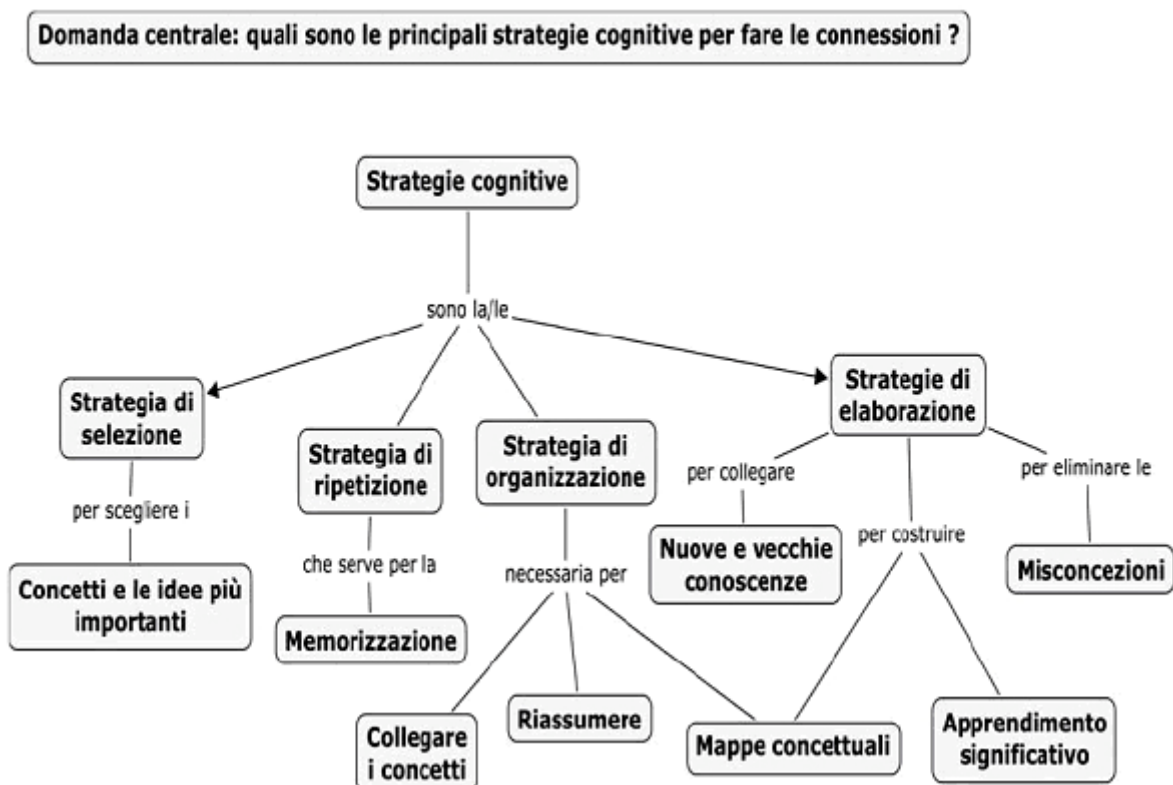 Domanda centrale: quali sono le principali strategie cognitive per fare le connessioni ?
Strategie cognitive
sono la/le
Strategia di
selezione
per scegliere i
Concetti e le idee più
importanti
Strategia di
ripetizione
che serve per la
Memorizzazione
Strategia di
organizzazione
necessaria per
Collegare
i concetti
Riassumere
Mappe concettuali
Strategie di
elaborazione
per collegare
Nuove e vecchie
conoscenze
per costruire
Apprendimento
significativo
per eliminare le
Misconcezioni